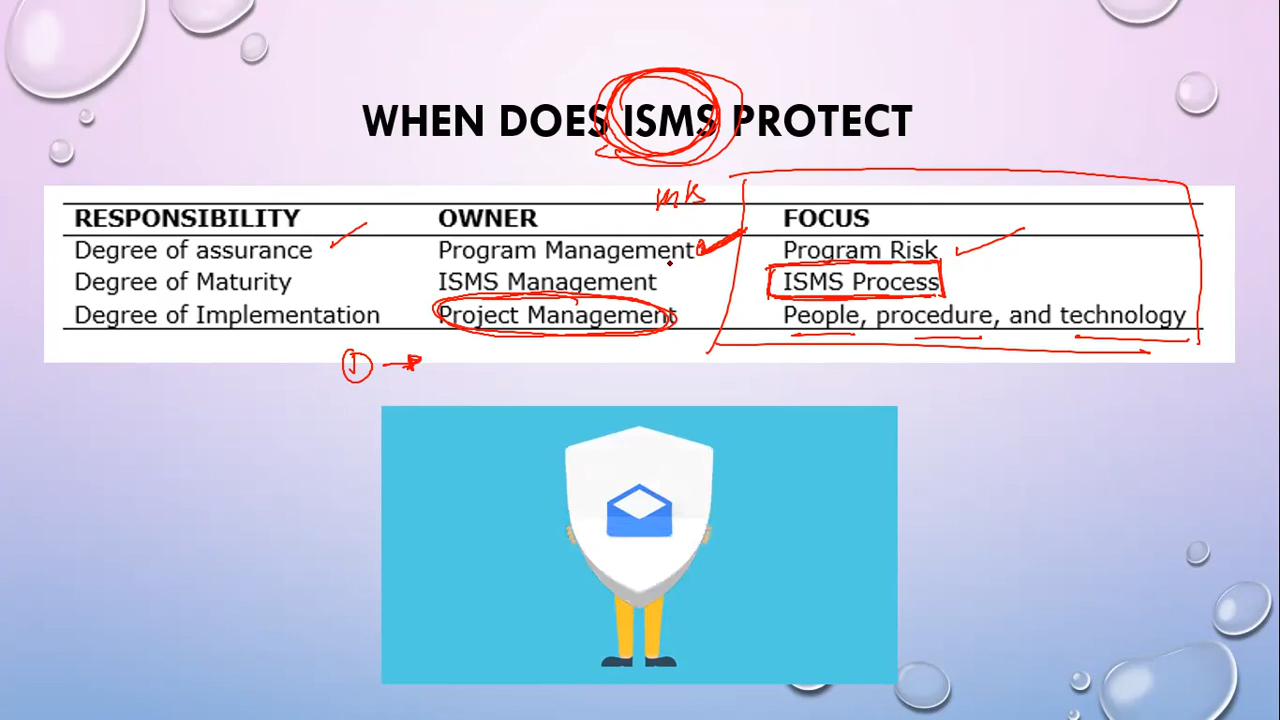 WHEN DOES ISMS PROTECT
RESPONSIBILITY OWNER FOCUS
Degree of assurance Program Management Program Risk
Degree of Maturity ISMS Management ISMS Process
Degree of Implementation Project Management People, procedure, and technology